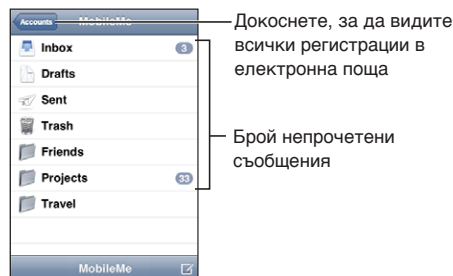 Accounts MobileMe
Inbox 3
Drafts
Sent
Trash
Friends
Projects 33
Travel
MobileMe
Докоснете, за да видите
всички регистрации в
електронна поща
Брой непрочетени
съобщения